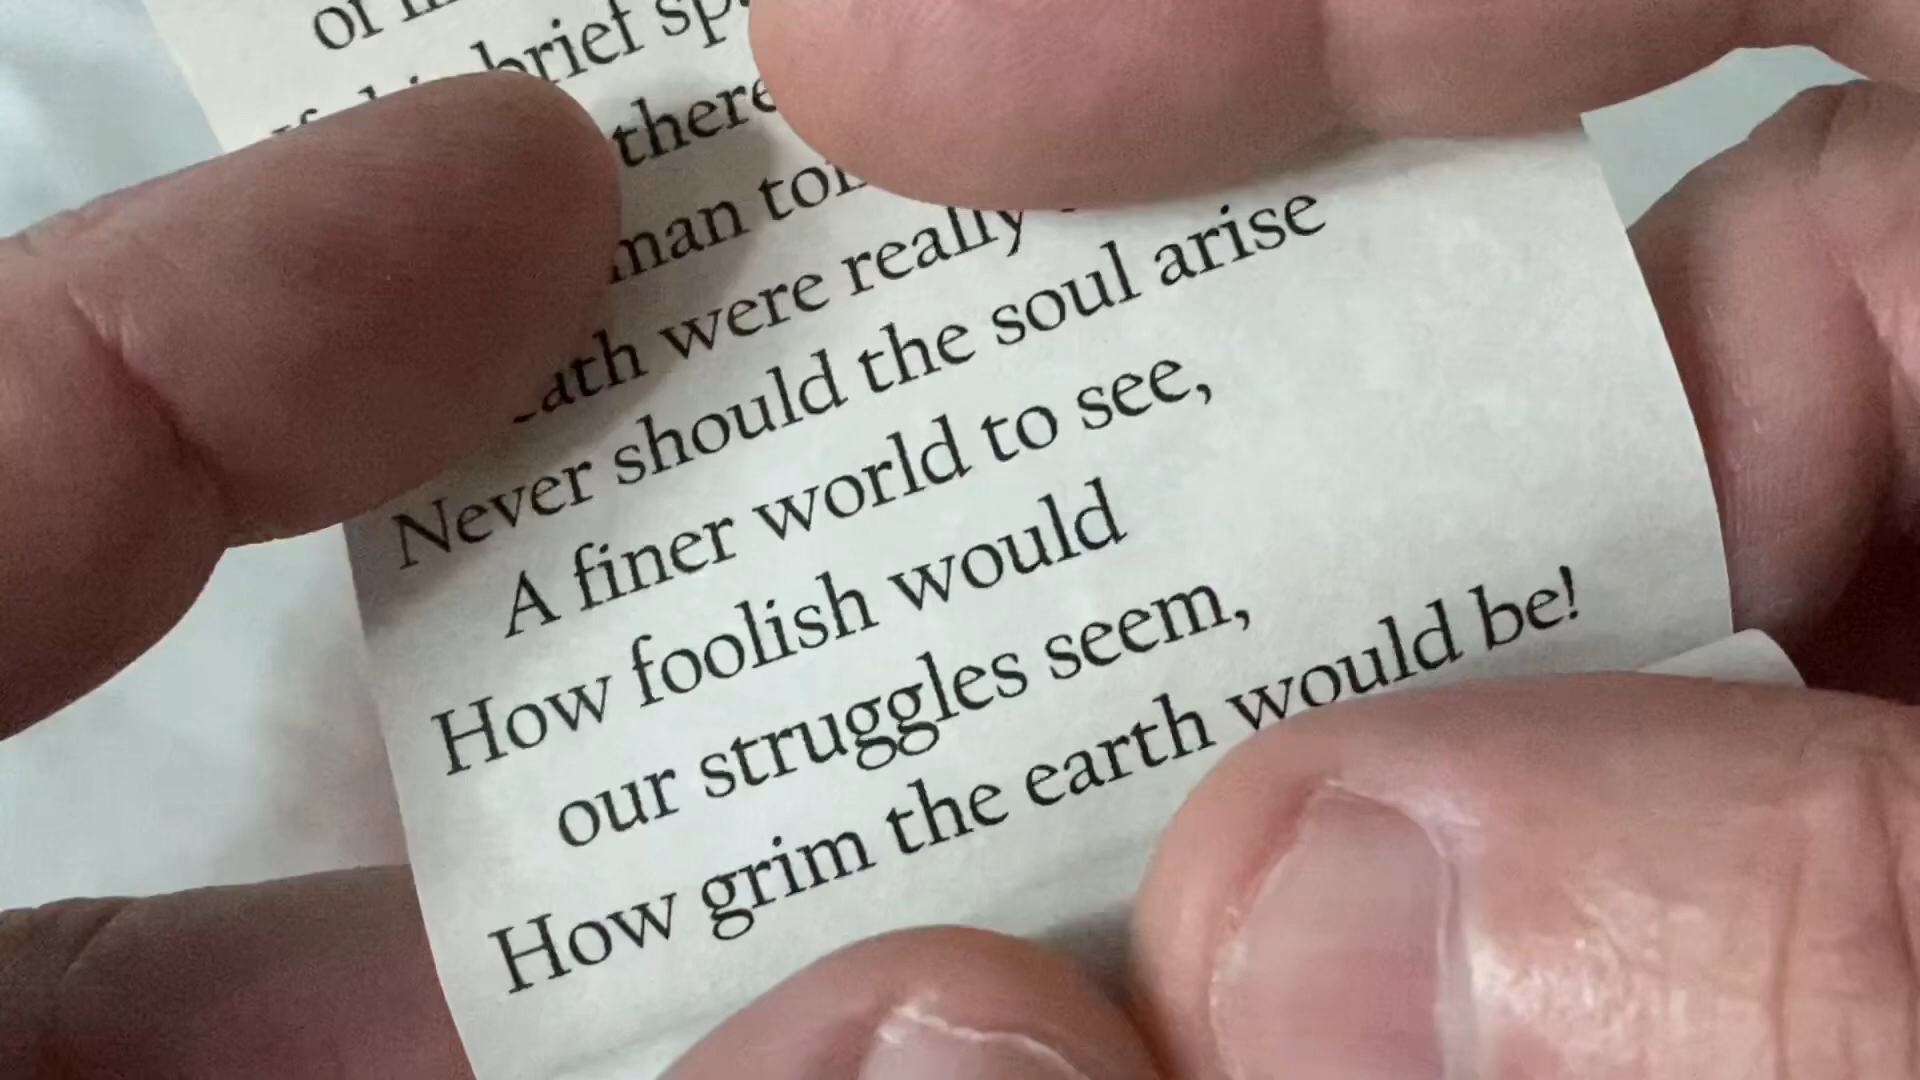 brief
there
man
were really
Never should the soul arise
A finer world to see,
How foolish would
our struggles seem,
How grim the earth would be!